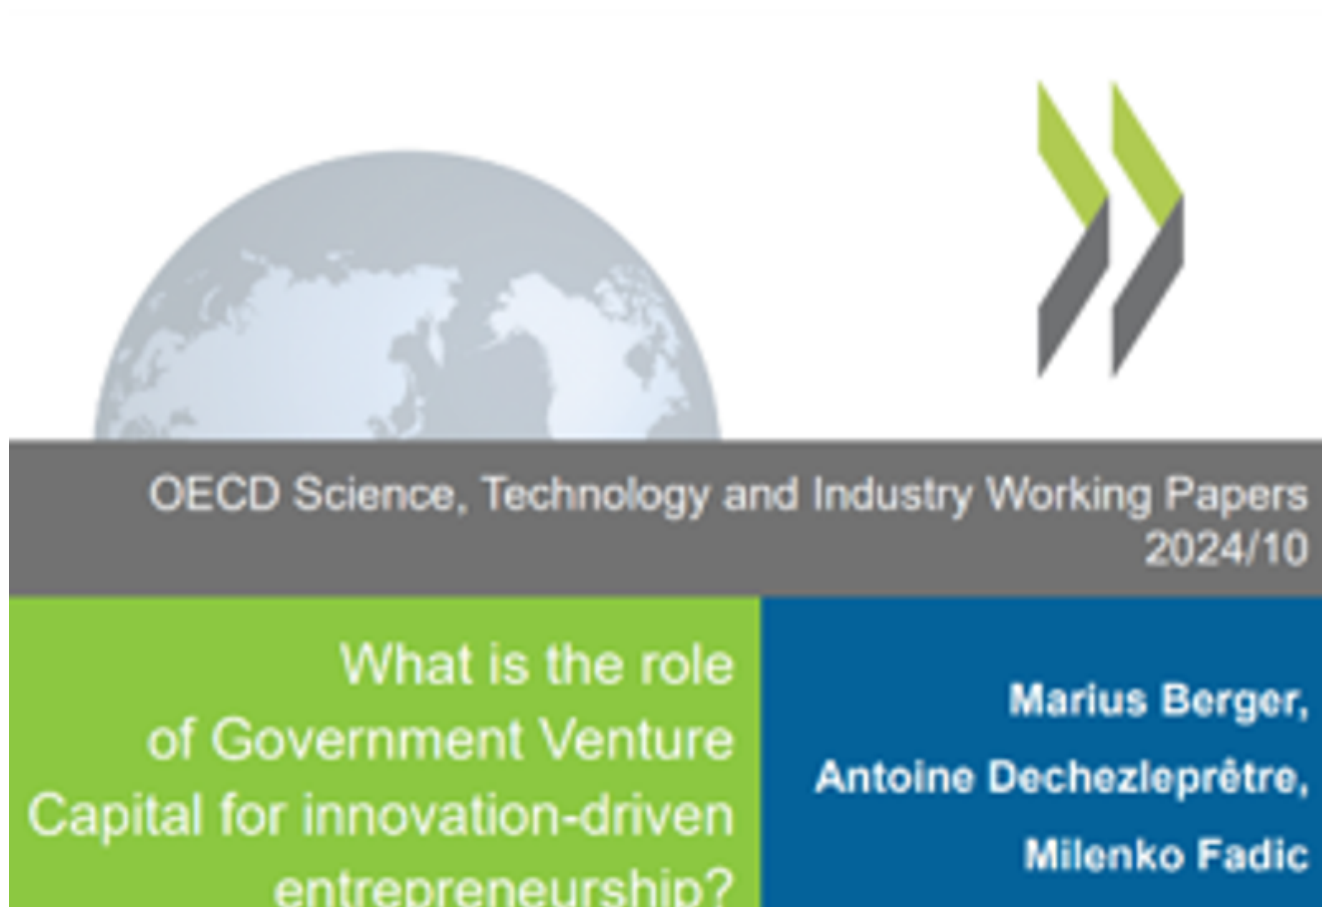 OECD Science, Technology and Industry Working Papers
2024/10
What is the role
of Government Venture
Capital for innovation-driven
entrepreneurship?
Marius Berger,
Antoine Dechezleprêtre,
Milenko Fadic